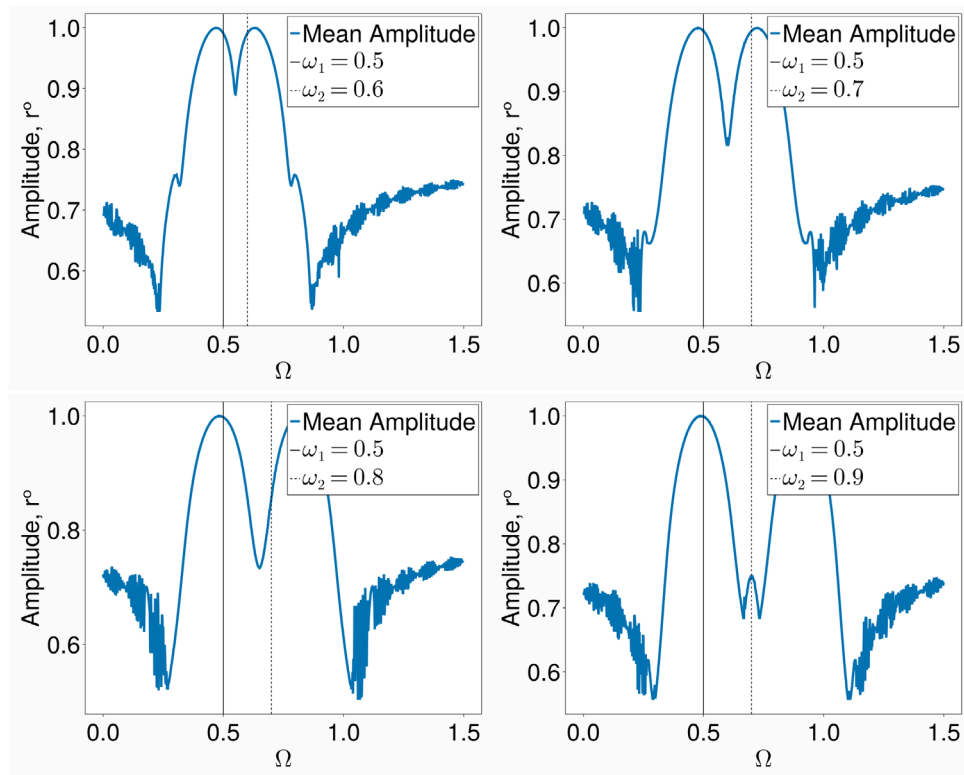 1.0
0.9
0.8
0.7
0.6
Amplitude, rº
Mean Amplitude
ω₁ = 0.5
ω₂ = 0.6
0.0 0.5 1.0 1.5
Ω
1.0
0.9
0.8
0.7
0.6
Amplitude, rº
Mean Amplitude
ω₁ = 0.5
ω₂ = 0.7
0.0 0.5 1.0 1.5
Ω
1.0
0.8
0.6
Amplitude, rº
Mean Amplitude
ω₁ = 0.5
ω₂ = 0.8
0.0 0.5 1.0 1.5
Ω
1.0
0.9
0.8
0.7
0.6
Amplitude, rº
Mean Amplitude
ω₁ = 0.5
ω₂ = 0.9
0.0 0.5 1.0 1.5
Ω